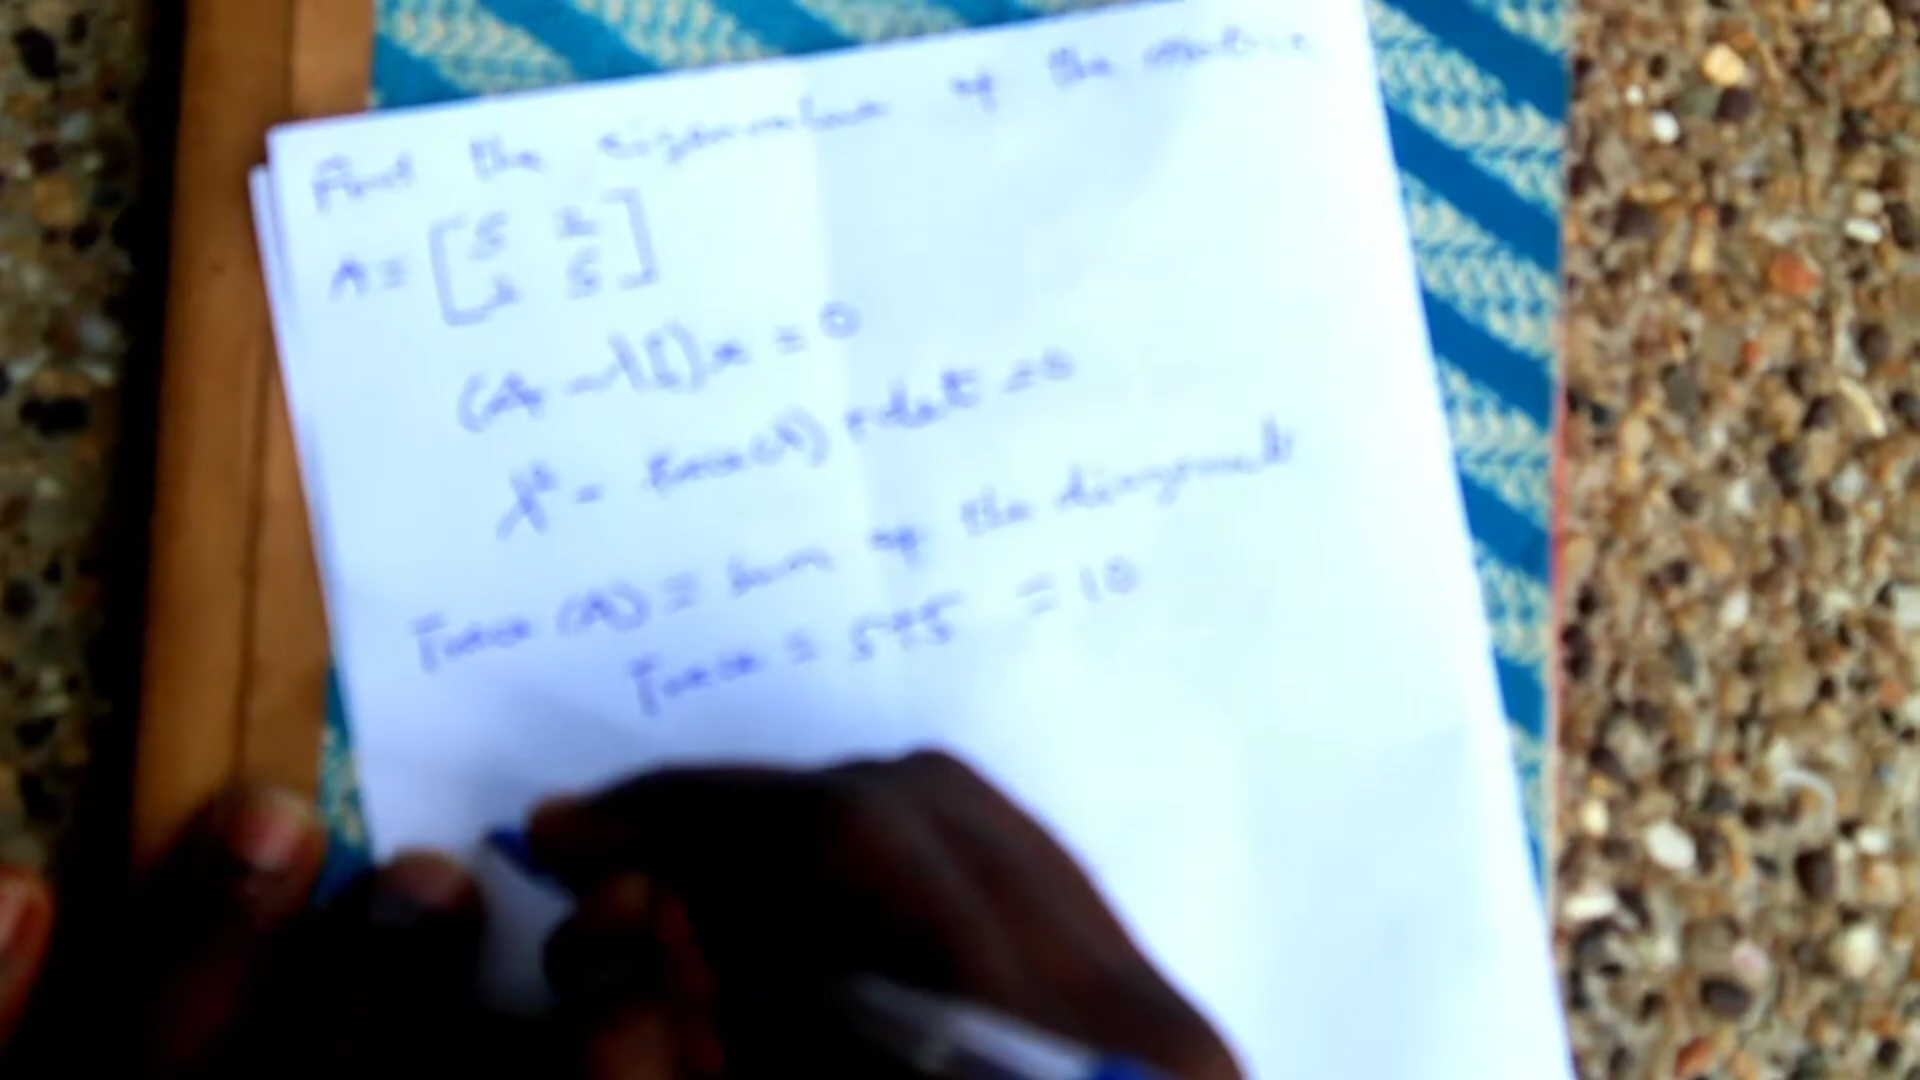 Find the eigenvalues of the matrix
A = [5 2
2 5]
(A - λI)x = 0
λ² - trace(λ) + det = 0
Trace (A) = Sum of the diagonals
Trace = 5+5 = 10